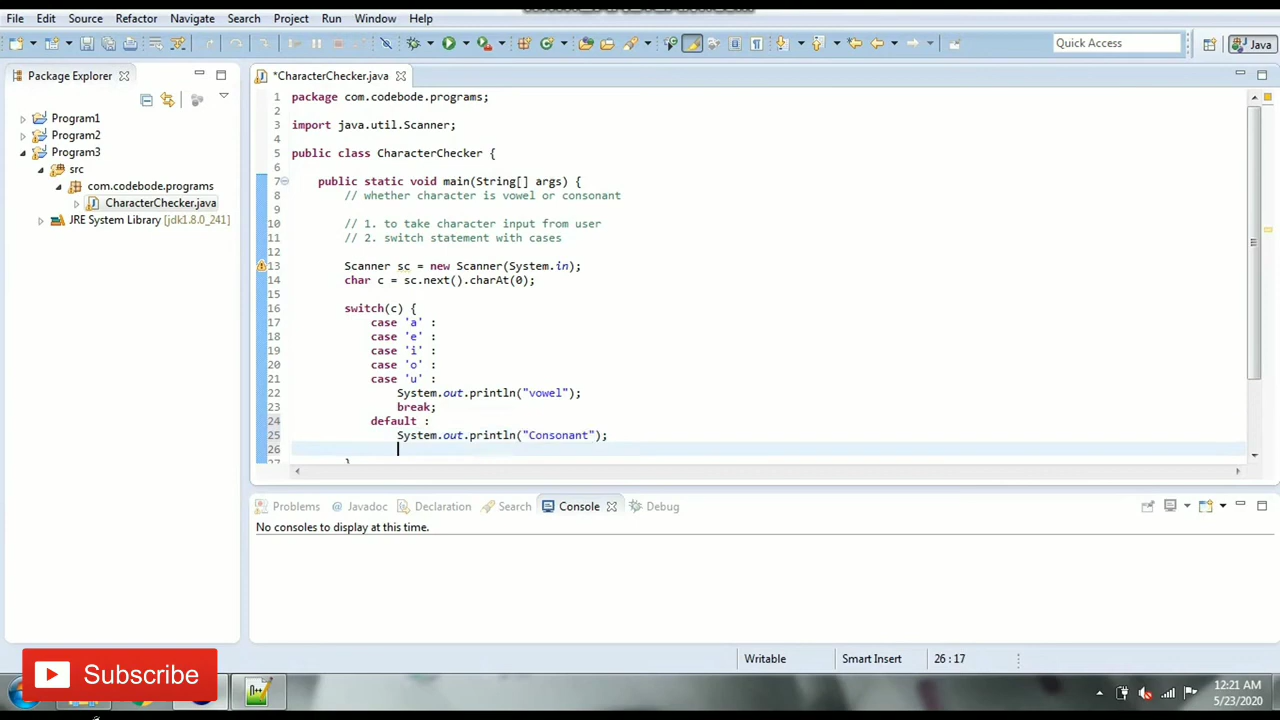 File Edit Source Refactor Navigate Search Project Run Window Help
Quick Access
Java
Package Explorer
*CharacterChecker.java
Program1
Program2
Program3
src
com.codebode.programs
CharacterChecker.java
JRE System Library [jdk1.8.0_241]
1 package com.codebode.programs;
2
3 import java.util.Scanner;
4
5 public class CharacterChecker {
6
7 public static void main(String[] args) {
8 // whether character is vowel or consonant
9
10 // 1. to take character input from user
11 // 2. switch statement with cases
12
13 Scanner sc = new Scanner(System.in);
14 char c = sc.next().charAt(0);
15
16 switch(c) {
17 case 'a' :
18 case 'e' :
19 case 'i' :
20 case 'o' :
21 case 'u' :
22 System.out.println("vowel");
23 break;
24 default :
25 System.out.println("Consonant");
26
27 }
Problems @ Javadoc Declaration Search Console Debug
No consoles to display at this time.
Writable Smart Insert 26 : 17
Subscribe
12:21 AM
5/23/2020